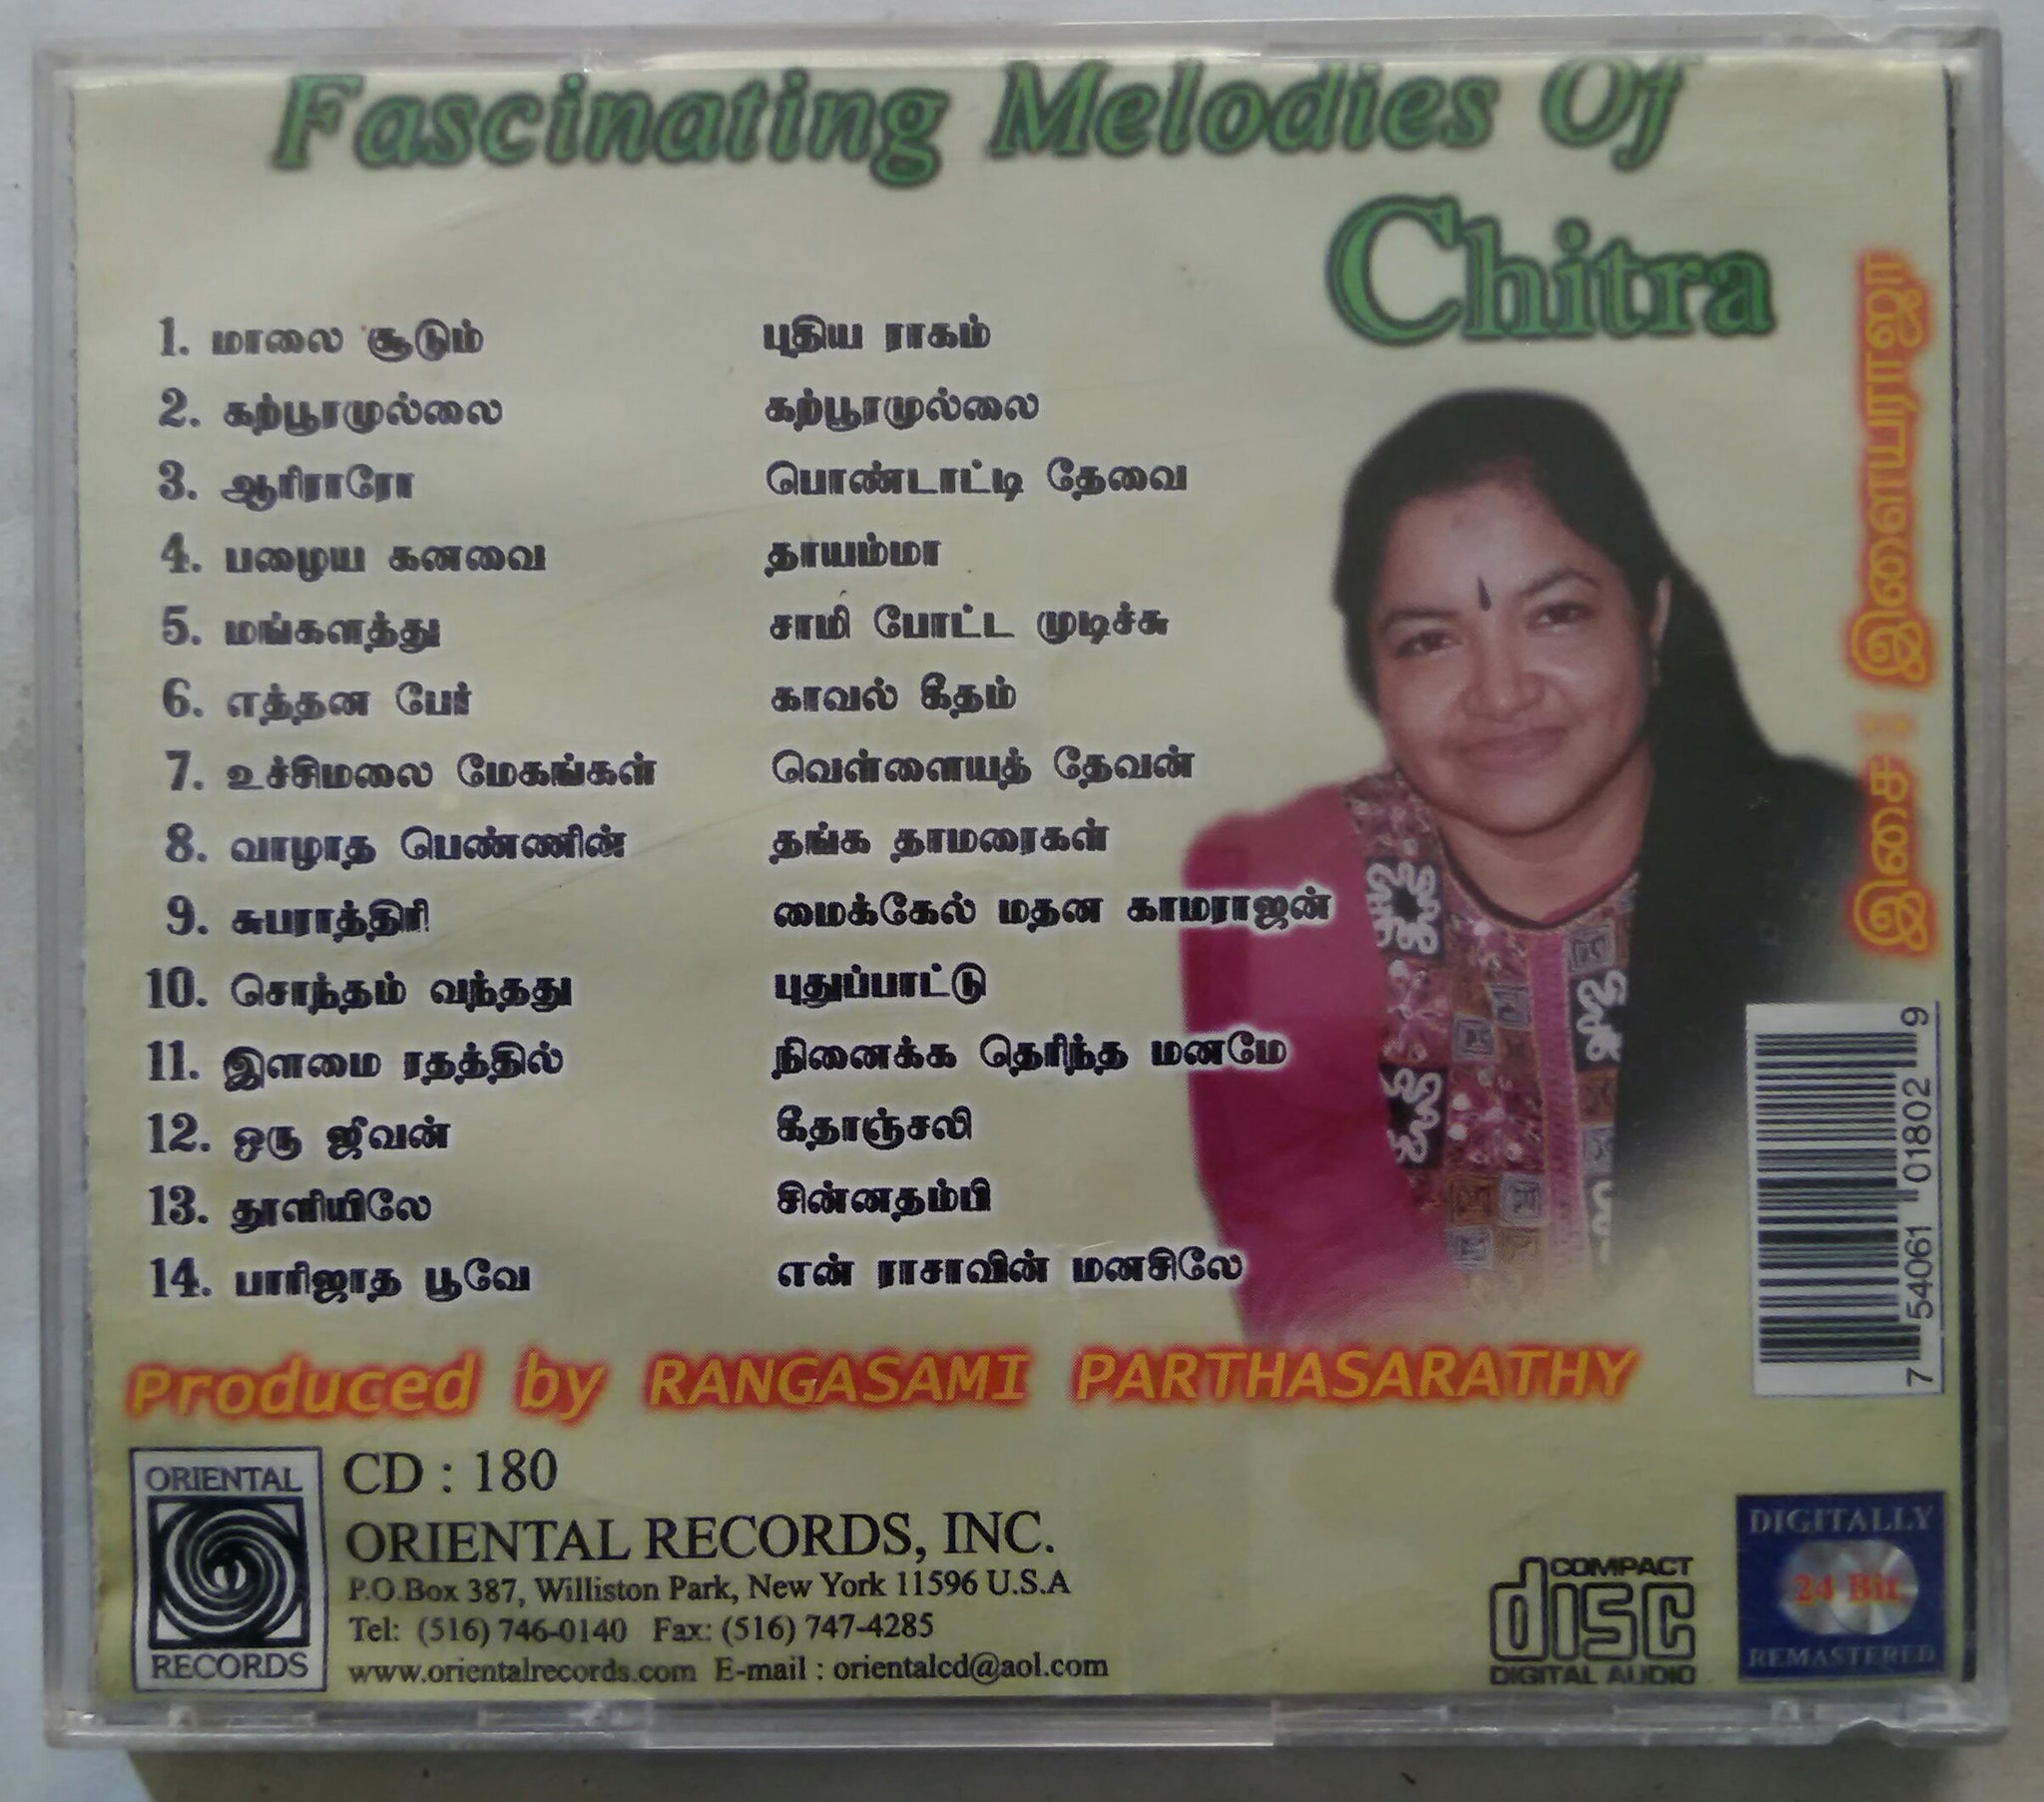 Fascinating Melodies Of
Chitra
1. மாலை சூடும் புதிய ராகம்
2. கற்பூரமுல்லை கற்பூரமுல்லை
3. ஆரிராரோ பொண்டாட்டி தேவை
4. பழைய கனவை தாயம்மா
5. மங்களத்து சாமி போட்ட முடிச்சு
6. எத்தன பேர் காவல் கீதம்
7. உச்சிமலை மேகங்கள் வெள்ளையத் தேவன்
8. வாழாத பெண்ணின் தங்க தாமரைகள்
9. சுபராத்திரி மைக்கேல் மதன காமராஜன்
10. சொந்தம் வந்தது புதுப்பாட்டு
11. இளமை ரதத்தில் நினைக்க தெரிந்த மனமே
12. ஒரு ஜீவன் கீதாஞ்சலி
13. தூளியிலே சின்னதம்பி
14. பாரிஜாத பூவே என் ராசாவின் மனசிலே
இசை : இளையராஜா
7 54061 01802 9
Produced by RANGASAMI PARTHASARATHY
ORIENTAL
RECORDS
CD : 180
ORIENTAL RECORDS, INC.
P.O.Box 387, Williston Park, New York 11596 U.S.A
Tel: (516) 746-0140 Fax: (516) 747-4285
www.orientalrecords.com E-mail : orientalcd@aol.com
COMPACT
disc
DIGITAL AUDIO
DIGITALLY
24 Bit
REMASTERED